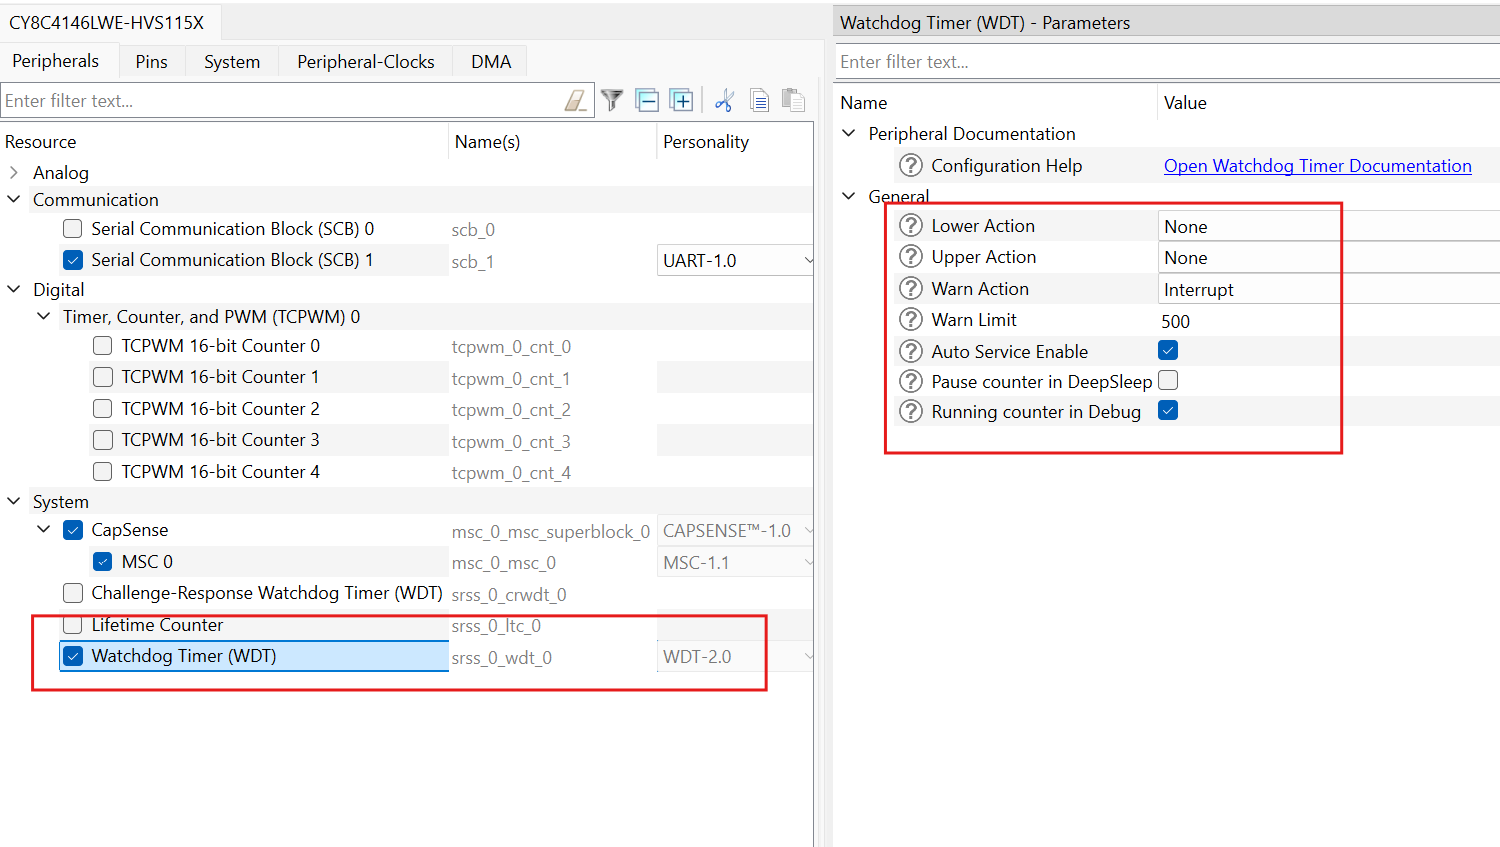 CY8C4146LWE-HVS115X
Peripherals Pins System Peripheral-Clocks DMA
Enter filter text...
Resource Name(s) Personality
Analog
Communication
Serial Communication Block (SCB) 0 scb_0
Serial Communication Block (SCB) 1 scb_1 UART-1.0
Digital
Timer, Counter, and PWM (TCPWM) 0
TCPWM 16-bit Counter 0 tcpwm_0_cnt_0
TCPWM 16-bit Counter 1 tcpwm_0_cnt_1
TCPWM 16-bit Counter 2 tcpwm_0_cnt_2
TCPWM 16-bit Counter 3 tcpwm_0_cnt_3
TCPWM 16-bit Counter 4 tcpwm_0_cnt_4
System
CapSense msc_0_msc_superblock_0 CAPSENSE™-1.0
MSC 0 msc_0_msc_0 MSC-1.1
Challenge-Response Watchdog Timer (WDT) srss_0_crwdt_0
Lifetime Counter srss_0_ltc_0
Watchdog Timer (WDT) srss_0_wdt_0 WDT-2.0
Watchdog Timer (WDT) - Parameters
Enter filter text...
Name Value
Peripheral Documentation
Configuration Help Open Watchdog Timer Documentation
General
Lower Action None
Upper Action None
Warn Action Interrupt
Warn Limit 500
Auto Service Enable
Pause counter in DeepSleep
Running counter in Debug